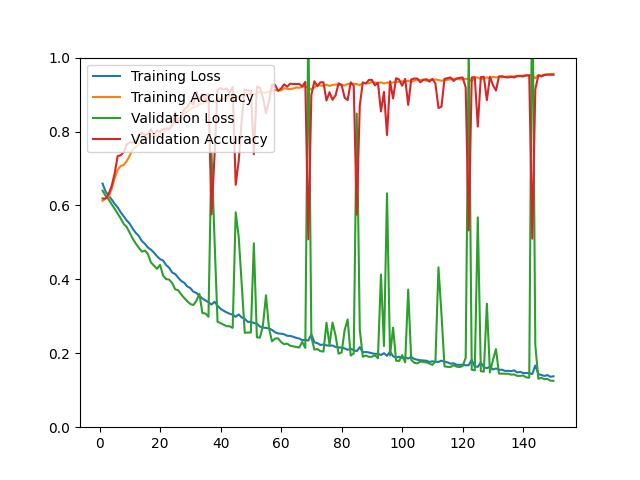 1.0
0.8
0.6
0.4
0.2
0.0
Training Loss
Training Accuracy
Validation Loss
Validation Accuracy
0 20 40 60 80 100 120 140